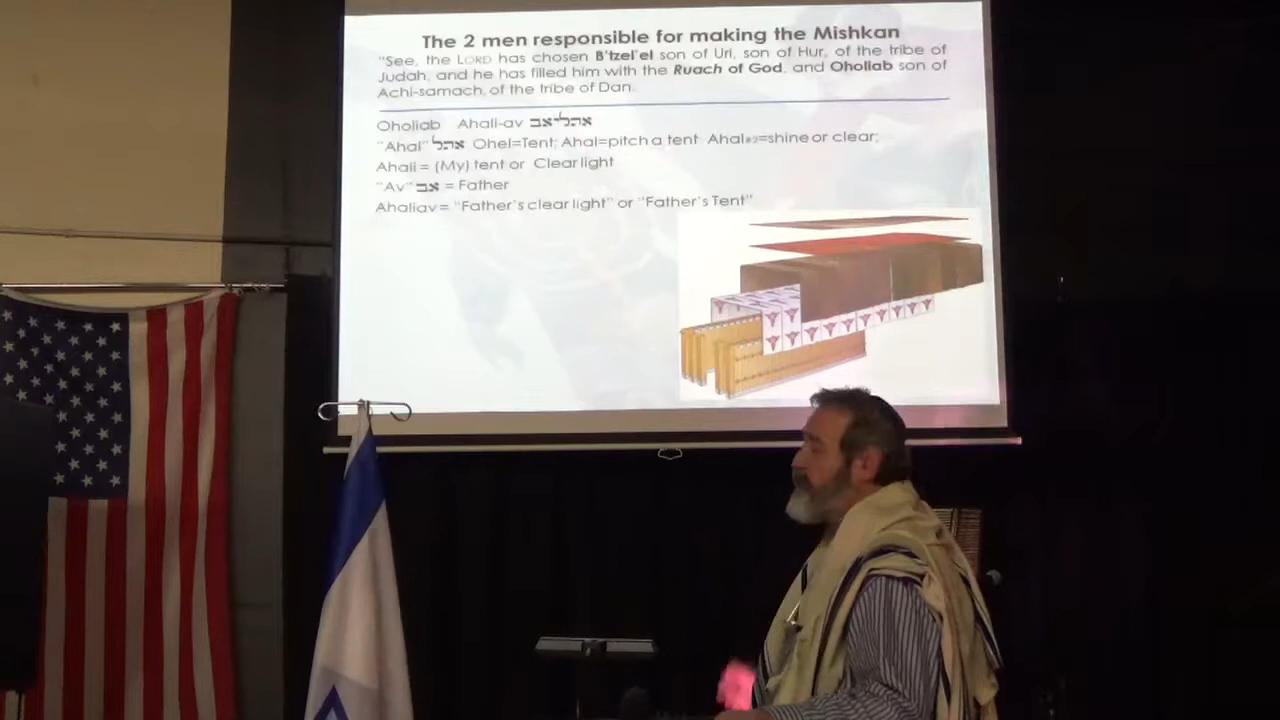 The 2 men responsible for making the Mishkan
"See, the LORD has chosen B'tzel'el son of Uri, son of Hur, of the tribe of
Judah, and he has filled him with the Ruach of God, and Oholiab son of
Achi-samach, of the tribe of Dan.
Oholiab Ahali-av אהלי־אב
"Ahal" אהל Ohel=Tent; Ahal=pitch a tent Ahal#2=shine or clear;
Ahali = (My) tent or Clear light
"Av" אב = Father
Ahaliav= "Father's clear light" or "Father's Tent"